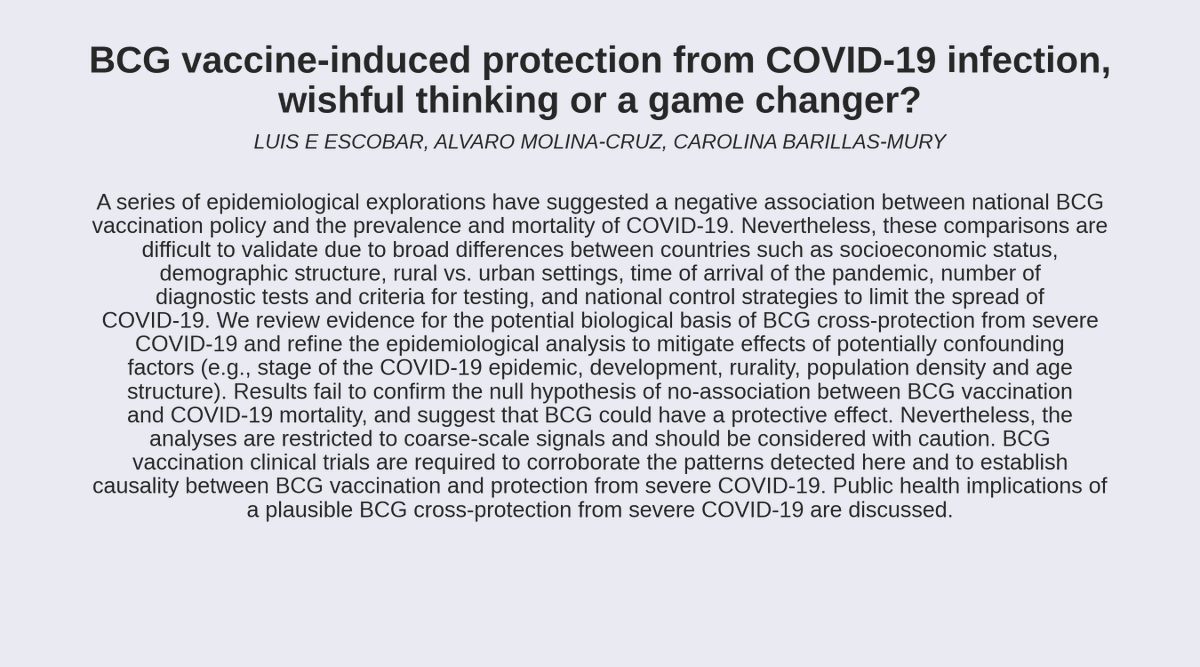 BCG vaccine-induced protection from COVID-19 infection,
wishful thinking or a game changer?
LUIS E ESCOBAR, ALVARO MOLINA-CRUZ, CAROLINA BARILLAS-MURY
A series of epidemiological explorations have suggested a negative association between national BCG
vaccination policy and the prevalence and mortality of COVID-19. Nevertheless, these comparisons are
difficult to validate due to broad differences between countries such as socioeconomic status,
demographic structure, rural vs. urban settings, time of arrival of the pandemic, number of
diagnostic tests and criteria for testing, and national control strategies to limit the spread of
COVID-19. We review evidence for the potential biological basis of BCG cross-protection from severe
COVID-19 and refine the epidemiological analysis to mitigate effects of potentially confounding
factors (e.g., stage of the COVID-19 epidemic, development, rurality, population density and age
structure). Results fail to confirm the null hypothesis of no-association between BCG vaccination
and COVID-19 mortality, and suggest that BCG could have a protective effect. Nevertheless, the
analyses are restricted to coarse-scale signals and should be considered with caution. BCG
vaccination clinical trials are required to corroborate the patterns detected here and to establish
causality between BCG vaccination and protection from severe COVID-19. Public health implications of
a plausible BCG cross-protection from severe COVID-19 are discussed.